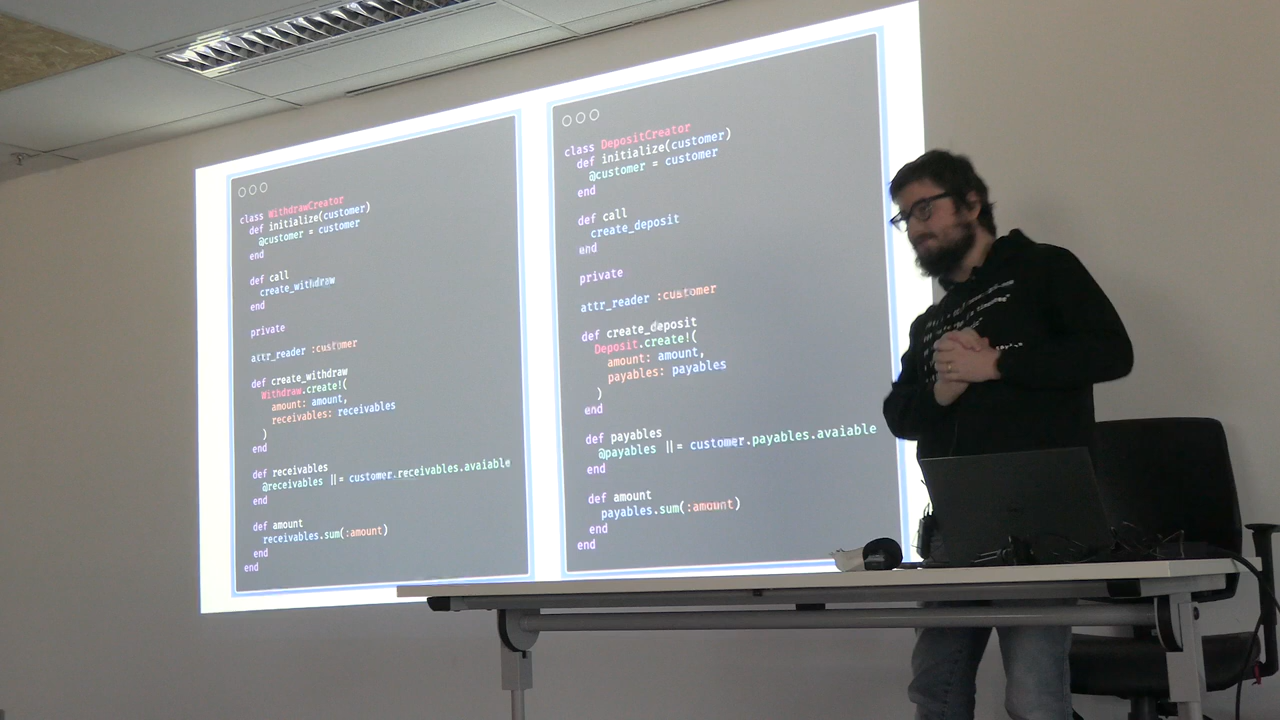 class WithdrawCreator
def initialize(customer)
@customer = customer
end
def call
create_withdraw
end
private
attr_reader :customer
def create_withdraw
Withdraw.create!(
amount: amount,
receivables: receivables
)
end
def receivables
@receivables ||= customer.receivables.avaiable
end
def amount
receivables.sum(:amount)
end
end
class DepositCreator
def initialize(customer)
@customer = customer
end
def call
create_deposit
end
private
attr_reader :customer
def create_deposit
Deposit.create!(
amount: amount,
payables: payables
)
end
def payables
@payables ||= customer.payables.avaiable
end
def amount
payables.sum(:amount)
end
end